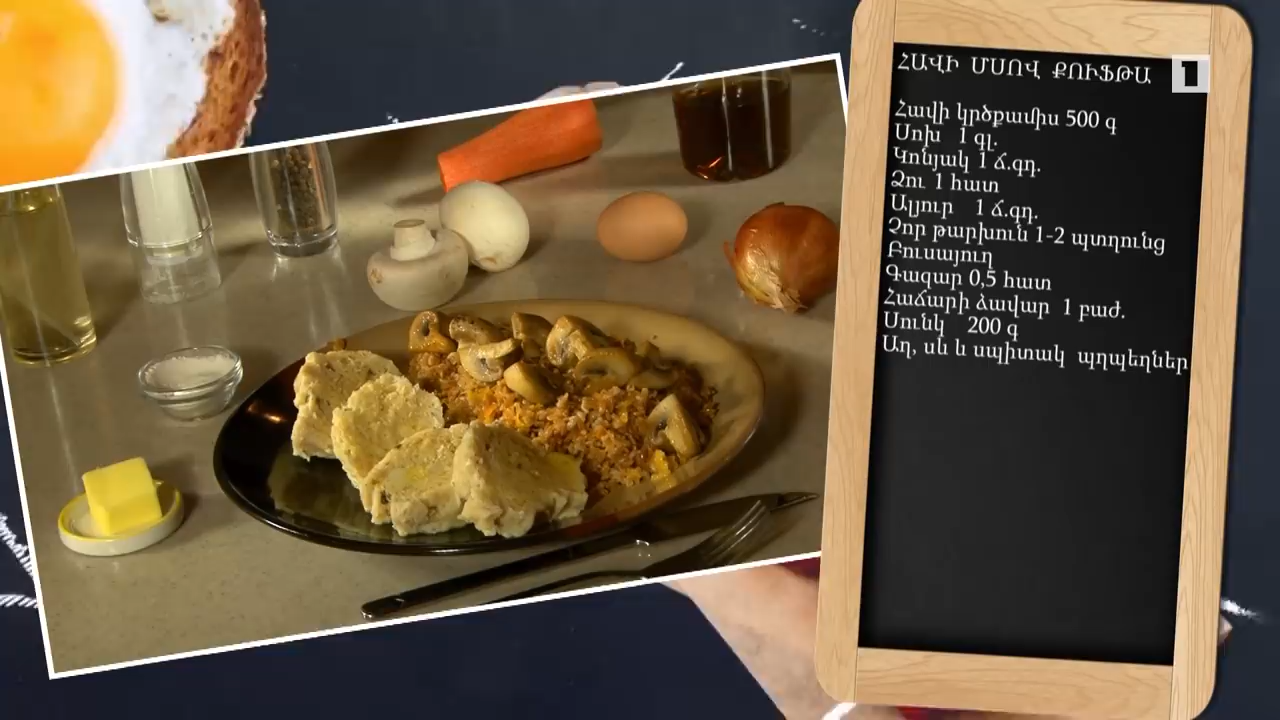 ՀԱՎԻ ՄՍՈՎ ՔՈՒՖԹԱ
1
Հավի կրծքամիս 500 գ
Սոխ 1 գլ.
Կոնյակ 1 ճ.գդ.
Ձու 1 հատ
Ալյուր 1 ճ.գդ.
Չոր թարխուն 1-2 պտղունց
Բուսայուղ
Գազար 0,5 հատ
Հաճարի ձավար 1 բաժ.
Սունկ 200 գ
Աղ, սև և սպիտակ պղպեղներ